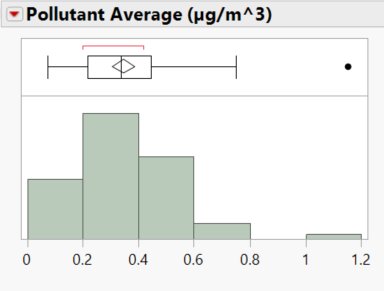 Pollutant Average (µg/m^3)
0 0.2 0.4 0.6 0.8 1 1.2